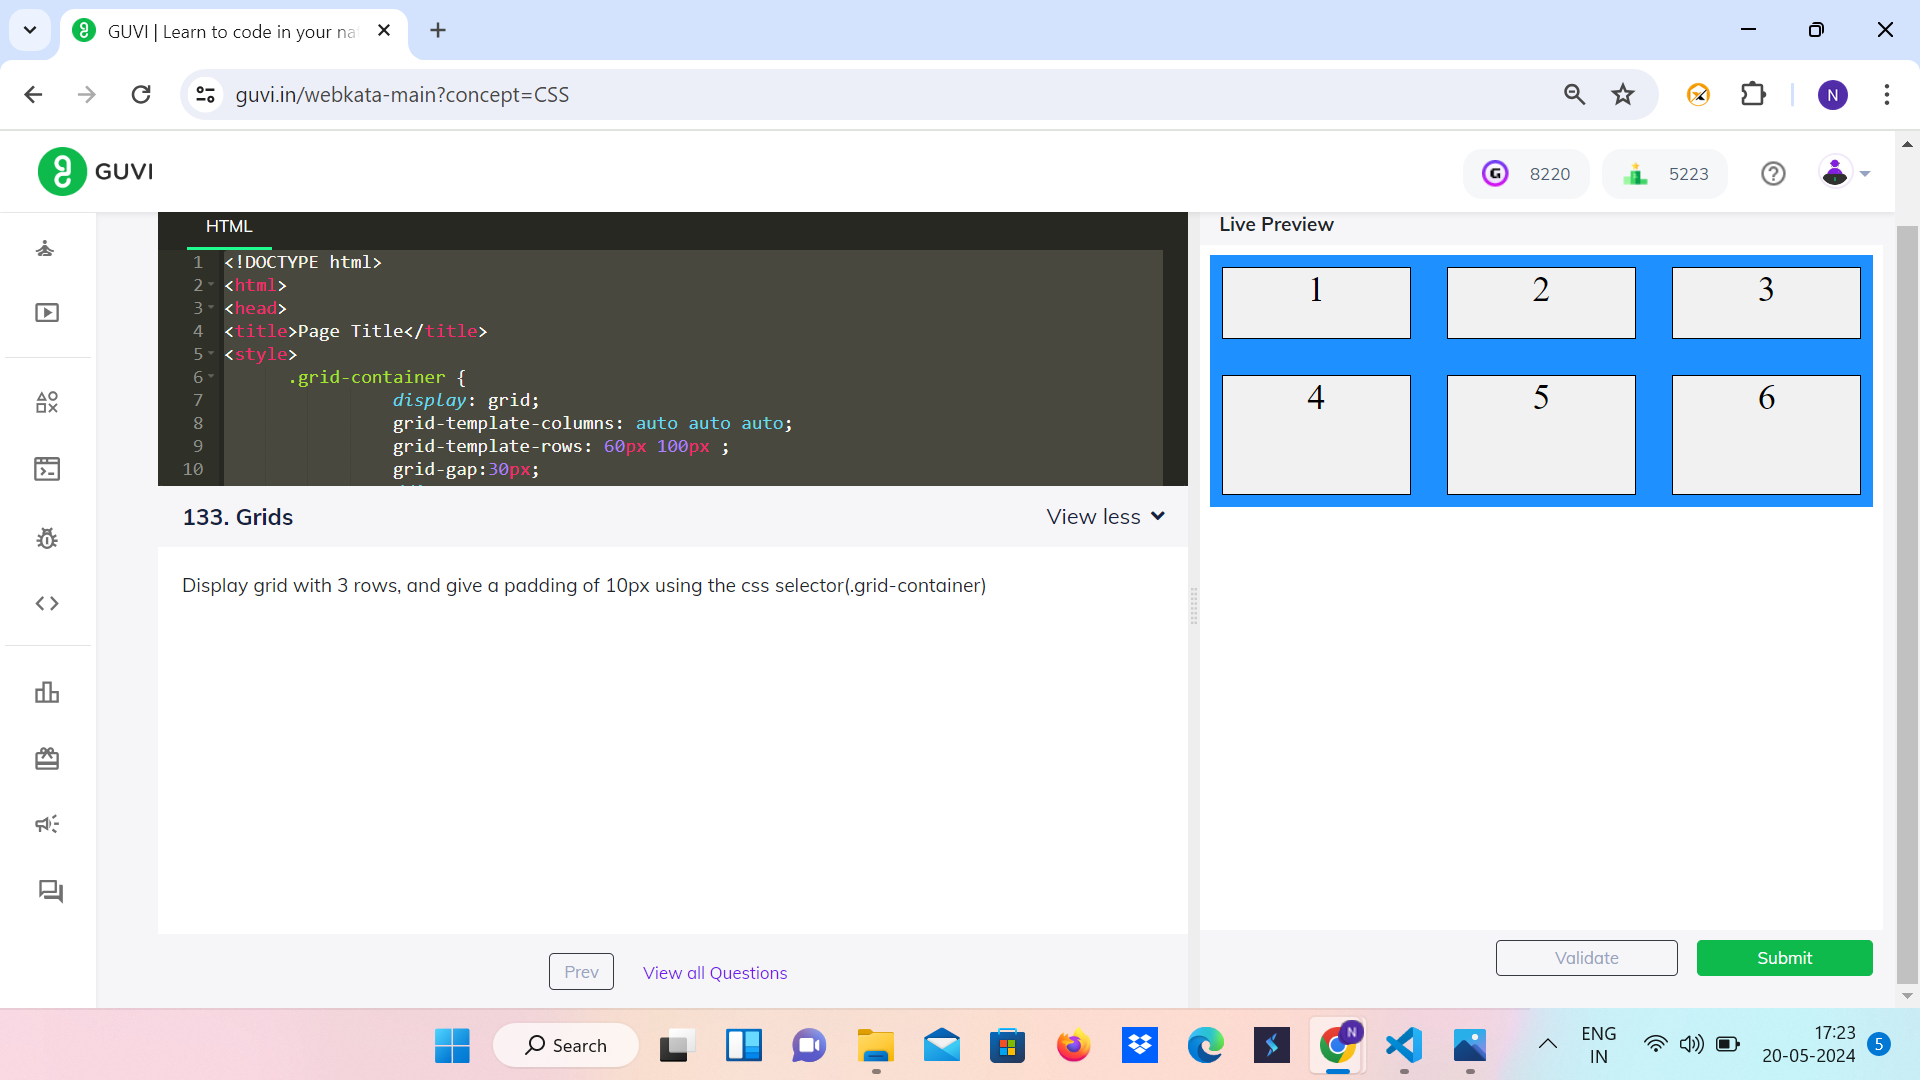 GUVI | Learn to code in your na
guvi.in/webkata-main?concept=CSS
N
GUVI
G 8220
5223
HTML
1 <!DOCTYPE html>
2 <html>
3 <head>
4 <title>Page Title</title>
5 <style>
6 .grid-container {
7 display: grid;
8 grid-template-columns: auto auto auto;
9 grid-template-rows: 60px 100px ;
10 grid-gap:30px;
133. Grids
View less
Display grid with 3 rows, and give a padding of 10px using the css selector(.grid-container)
Prev
View all Questions
Live Preview
1 2 3
4 5 6
Validate
Submit
Search
N
ENG
IN
17:23
20-05-2024
5